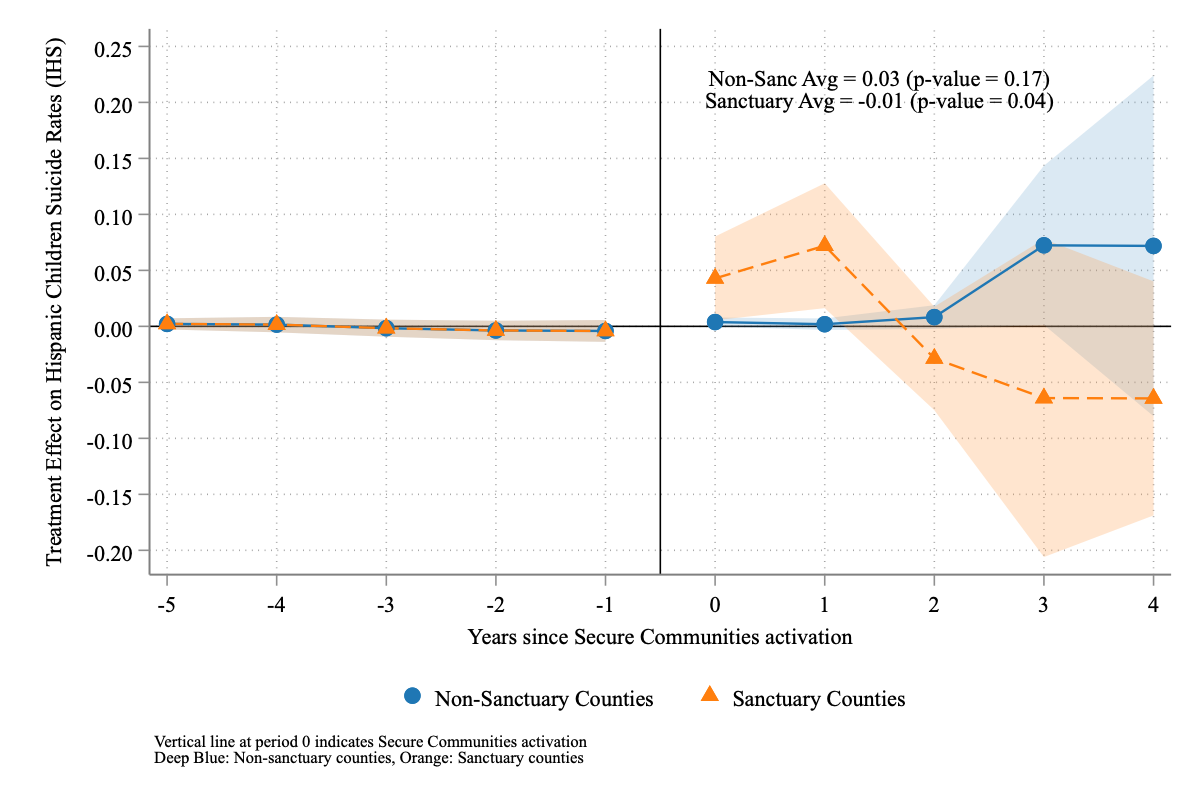 Treatment Effect on Hispanic Children Suicide Rates (IHS)
0.25
0.20
0.15
0.10
0.05
0.00
-0.05
-0.10
-0.15
-0.20
Non-Sanc Avg = 0.03 (p-value = 0.17)
Sanctuary Avg = -0.01 (p-value = 0.04)
-5 -4 -3 -2 -1 0 1 2 3 4
Years since Secure Communities activation
Non-Sanctuary Counties Sanctuary Counties
Vertical line at period 0 indicates Secure Communities activation
Deep Blue: Non-sanctuary counties, Orange: Sanctuary counties